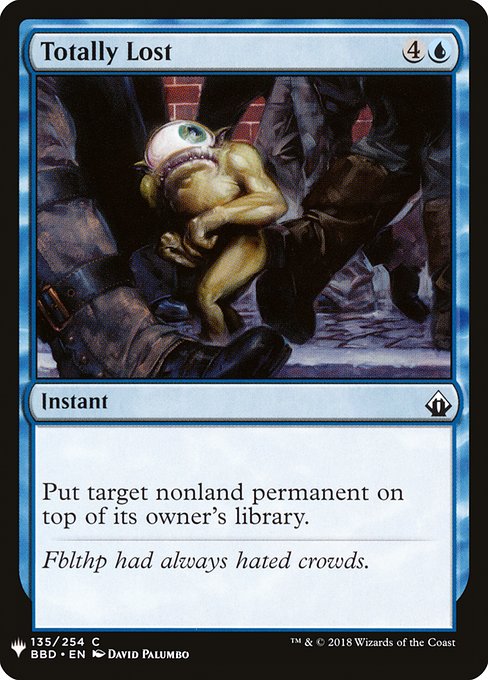 Totally Lost 4
Instant
Put target nonland permanent on
top of its owner's library.
Fblthp had always hated crowds.
135/254 C
BBD • EN David Palumbo
™ & © 2018 Wizards of the Coast